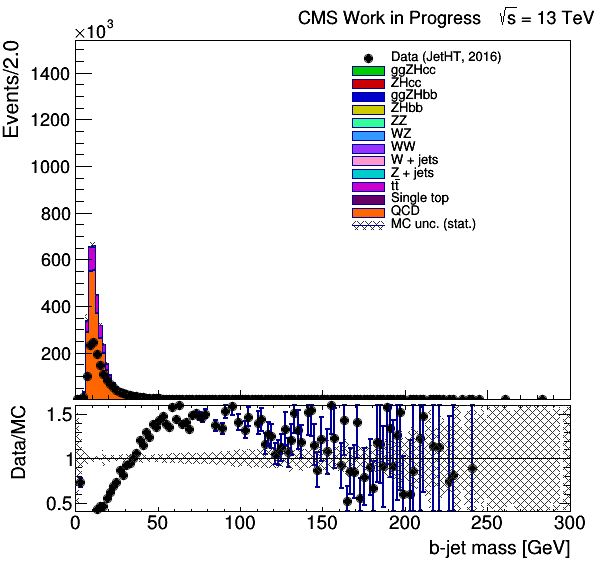 CMS Work in Progress √s = 13 TeV
×10³
Events/2.0
1400
1200
1000
800
600
400
200
Data (JetHT, 2016)
ggZHcc
ZHcc
ggZHbb
ZHbb
ZZ
WZ
WW
W + jets
Z + jets
tt̄
Single top
QCD
MC unc. (stat.)
Data/MC
1.5
1
0.5
0 50 100 150 200 250 300
b-jet mass [GeV]